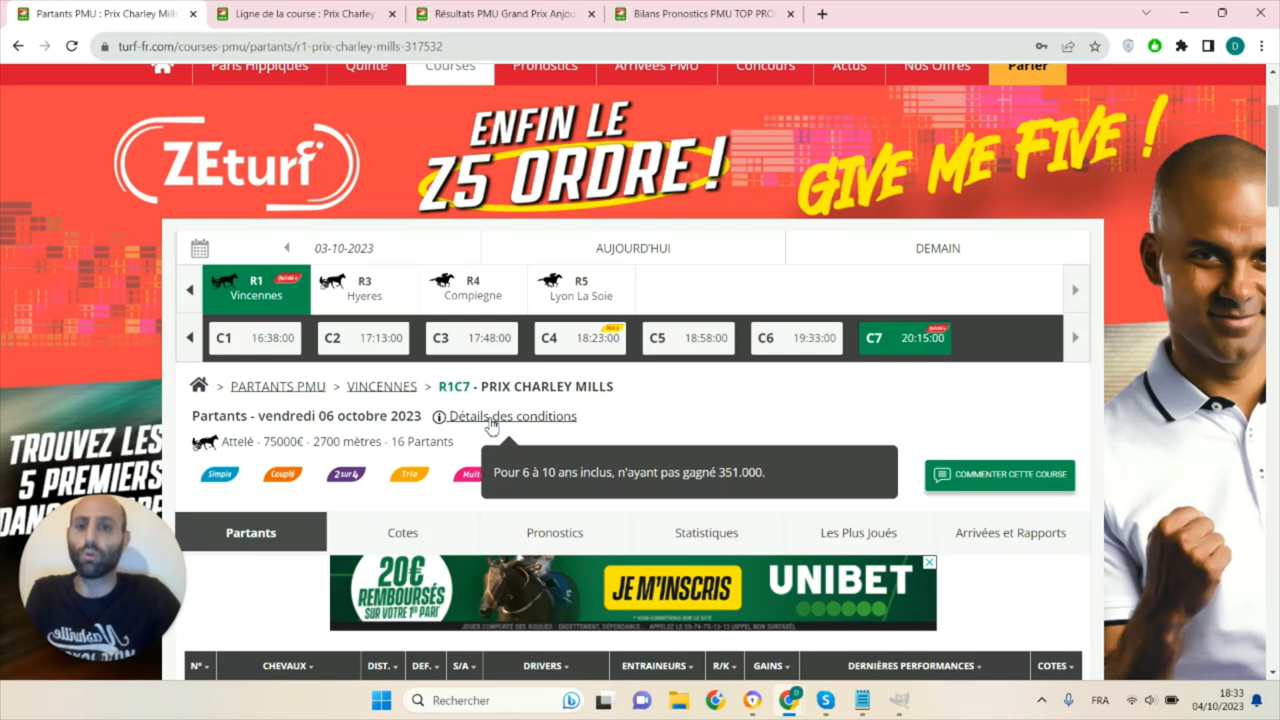 Partants PMU : Prix Charley Mills
Ligne de la course : Prix Charley
Résultats PMU Grand Prix Anjou
Bilans Pronostics PMU TOP PRO
turf-fr.com/courses-pmu/partants/r1-prix-charley-mills-317532
D
Paris Hippiques
Quinté
Courses
Pronostics
Arrivées PMU
Concours
Actus
Nos Offres
Parier
ZEturf
ENFIN LE
Z5 ORDRE !
GIVE ME FIVE !
03-10-2023
AUJOURD'HUI
DEMAIN
R1
Vincennes
R3
Hyeres
R4
Compiegne
R5
Lyon La Soie
C1 16:38:00
C2 17:13:00
C3 17:48:00
C4 18:23:00
C5 18:58:00
C6 19:33:00
C7 20:15:00
> PARTANTS PMU > VINCENNES > R1C7 - PRIX CHARLEY MILLS
Partants - vendredi 06 octobre 2023
Détails des conditions
Attelé - 75000€ - 2700 mètres - 16 Partants
Pour 6 à 10 ans inclus, n'ayant pas gagné 351.000.
Simple
Couplé
2sur4
Trio
Mult
COMMENTER CETTE COURSE
TROUVEZ LES
5 PREMIERS
Partants
Cotes
Pronostics
Statistiques
Les Plus Joués
Arrivées et Rapports
20€
REMBOURSÉS
SUR VOTRE 1er PARI
JE M'INSCRIS
UNIBET
N°
CHEVAUX
DIST.
DEF.
S/A
DRIVERS
ENTRAINEURS
R/K
GAINS
DERNIÈRES PERFORMANCES
COTES
Rechercher
FRA
18:33
04/10/2023